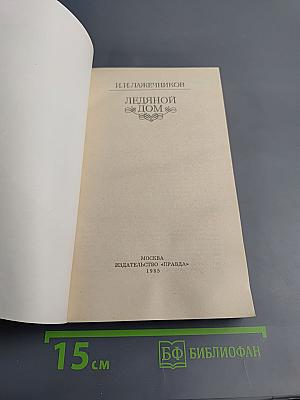 И. И. ЛАЖЕЧНИКОВ
ЛЕДЯНОЙ
ДОМ
МОСКВА
ИЗДАТЕЛЬСТВО «ПРАВДА»
1985
15 см
БФ БИБЛИОФАН